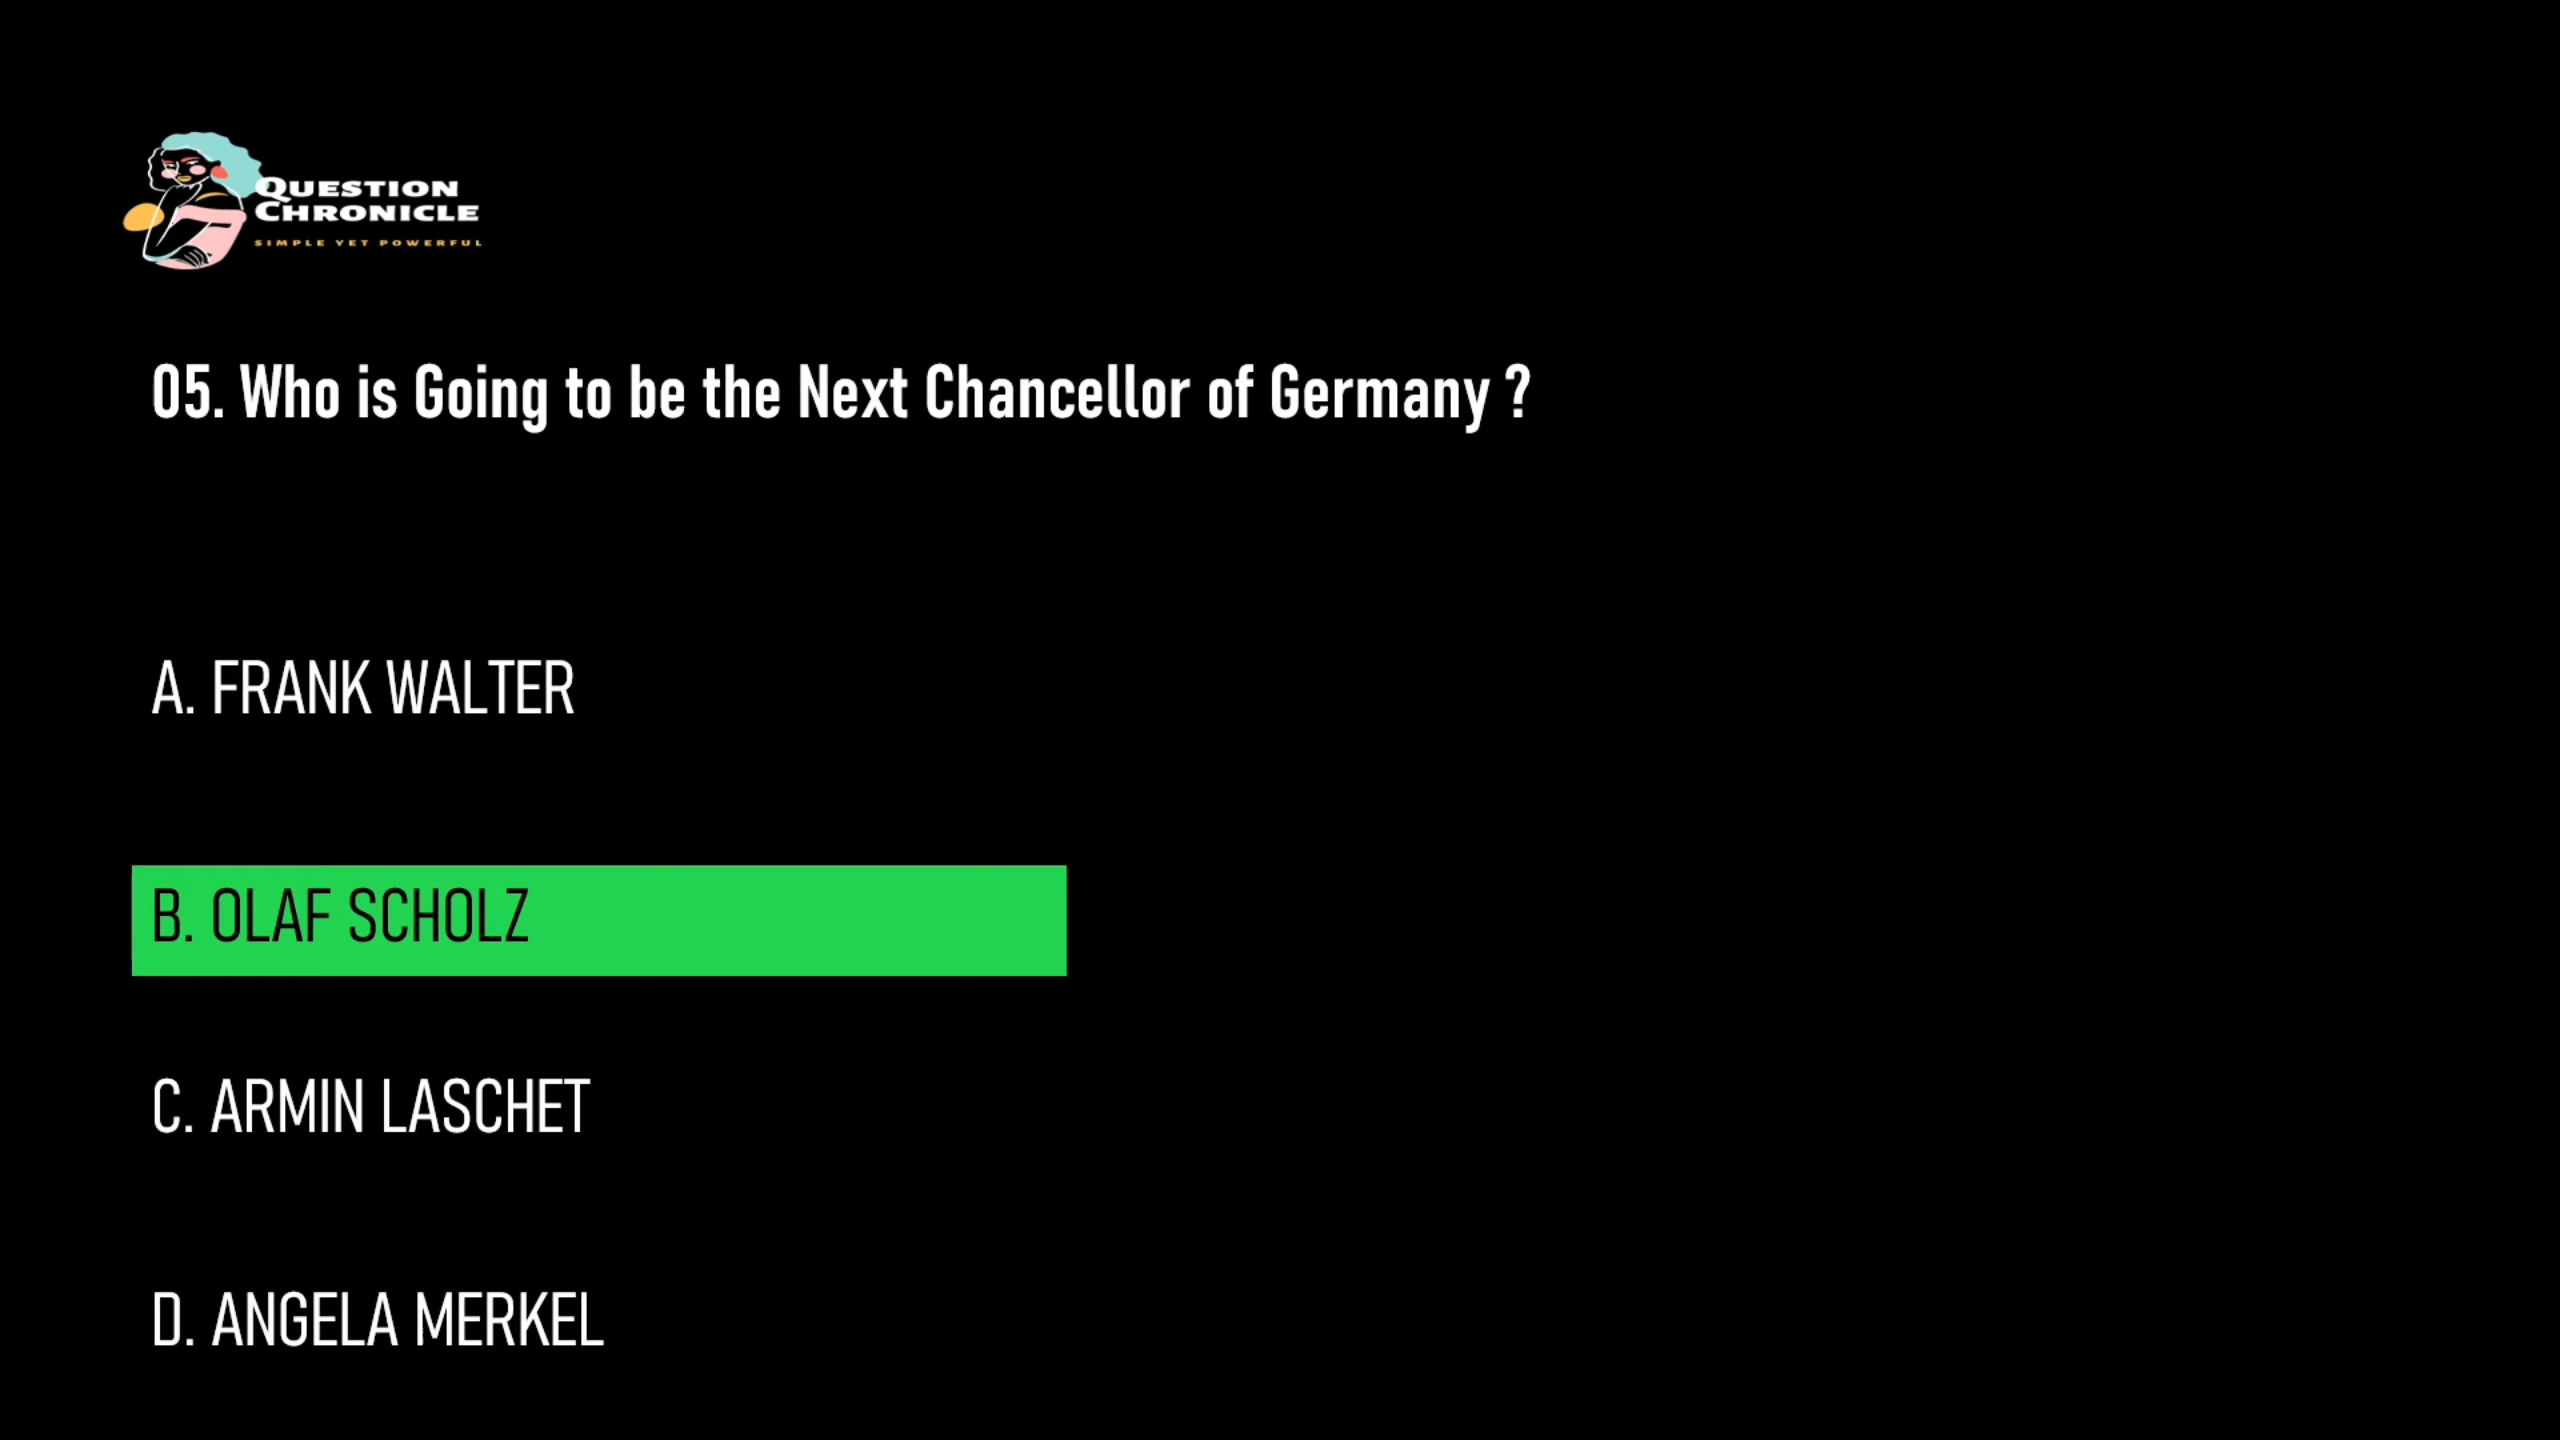 QUESTION
CHRONICLE
SIMPLE YET POWERFUL
05. Who is Going to be the Next Chancellor of Germany ?
A. FRANK WALTER
B. OLAF SCHOLZ
C. ARMIN LASCHET
D. ANGELA MERKEL